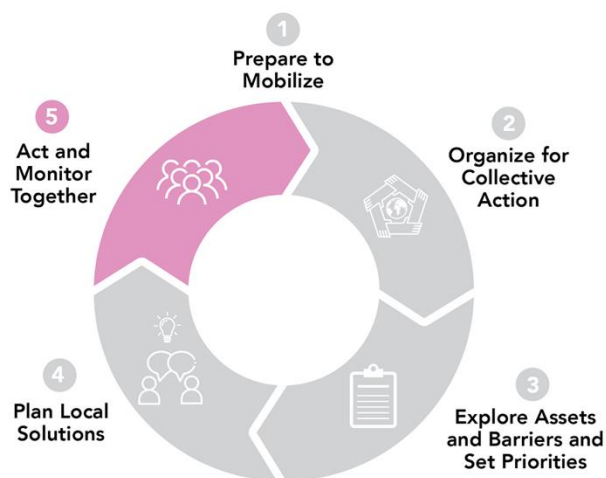 1
Prepare to
Mobilize
2
Organize for
Collective
Action
3
Explore Assets
and Barriers and
Set Priorities
4
Plan Local
Solutions
5
Act and
Monitor
Together